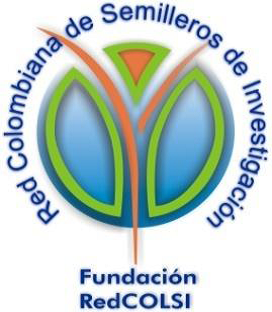 Red Colombiana de Semilleros de Investigación
Fundación
RedCOLSI